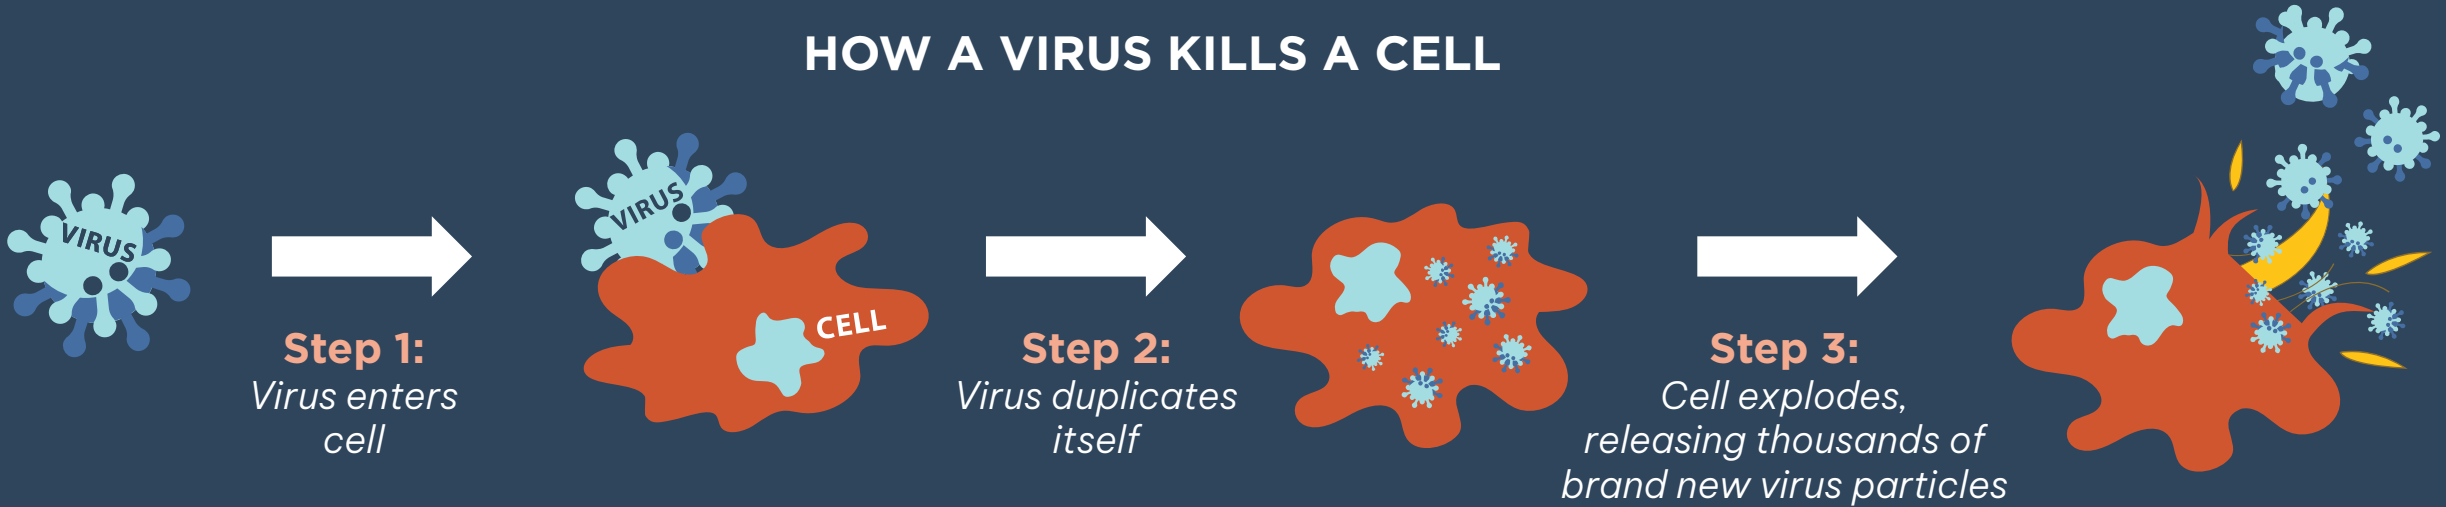 HOW A VIRUS KILLS A CELL
VIRUS
Step 1:
Virus enters
cell
VIRUS
CELL
Step 2:
Virus duplicates
itself
Step 3:
Cell explodes,
releasing thousands of
brand new virus particles